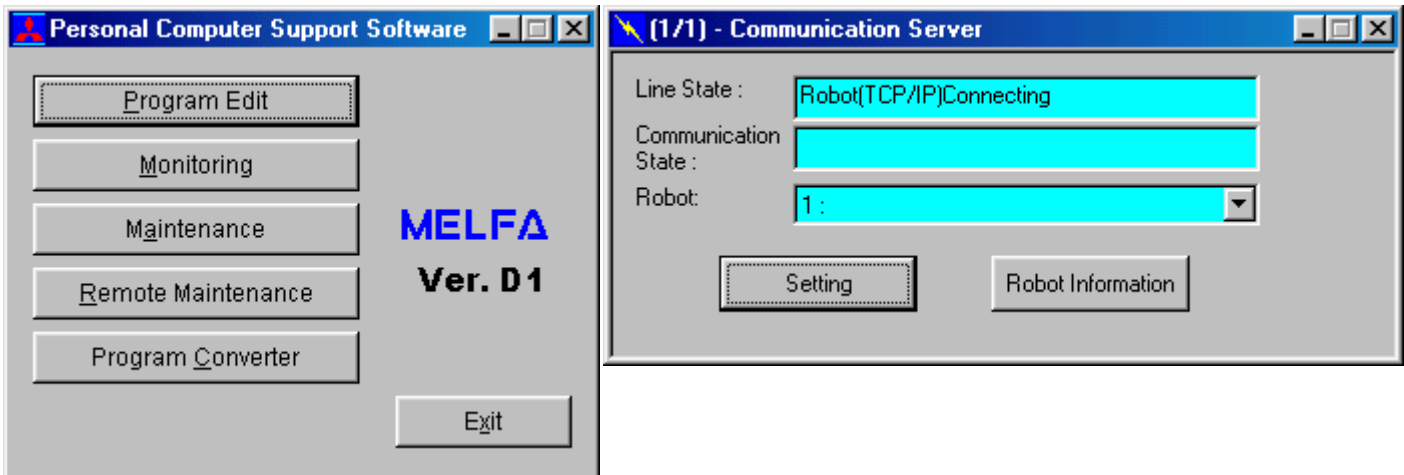 Personal Computer Support Software
Program Edit
Monitoring
Maintenance
Remote Maintenance
Program Converter
MELFA
Ver. D1
Exit
(1/1) - Communication Server
Line State :
Robot(TCP/IP)Connecting
Communication
State :
Robot:
1 :
Setting
Robot Information